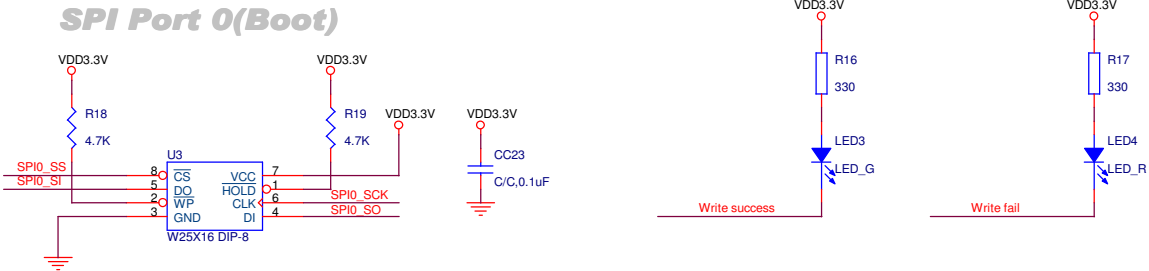 SPI Port 0(Boot)
VDD3.3V
VDD3.3V
VDD3.3V
VDD3.3V
VDD3.3V
VDD3.3V
R18
4.7K
R19
4.7K
CC23
C/C,0.1uF
R16
330
R17
330
U3
SPI0_SS
8
CS
VCC
7
SPI0_SI
5
DO
HOLD
1
2
WP
CLK
6
SPI0_SCK
3
GND
DI
4
SPI0_SO
W25X16 DIP-8
LED3
LED_G
LED4
LED_R
Write success
Write fail